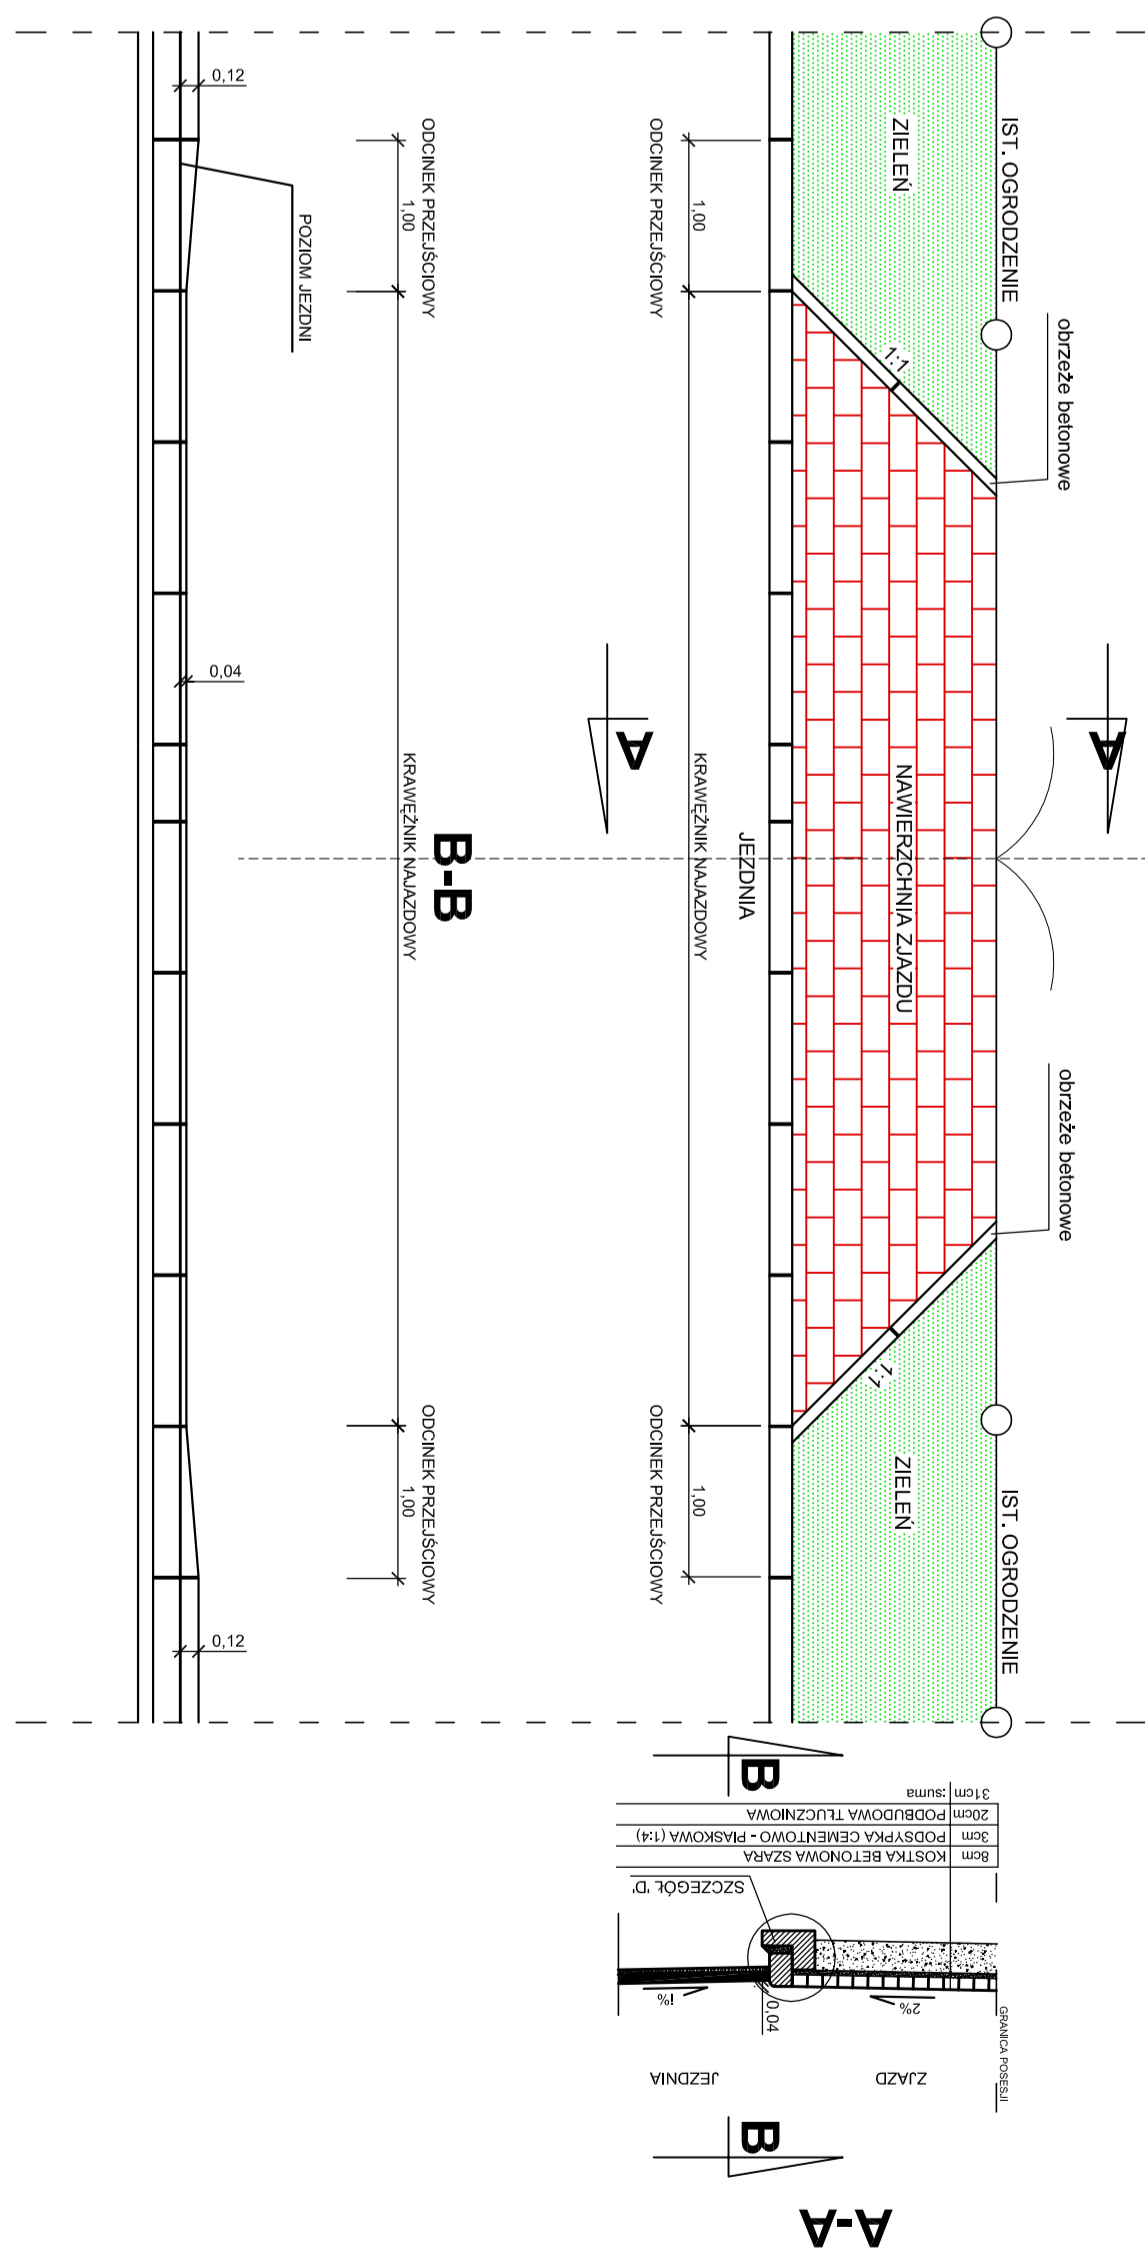 IST. OGRODZENIE
IST. OGRODZENIE
obrzeże betonowe
obrzeże betonowe
ZIELEŃ
1:1
NAWIERZCHNIA ZJAZDU
1:1
ZIELEŃ
A
A
JEZDNIA
1,00
KRAWĘŻNIK NAJAZDOWY
1,00
ODCINEK PRZEJŚCIOWY
ODCINEK PRZEJŚCIOWY
B-B
ODCINEK PRZEJŚCIOWY
1,00
KRAWĘŻNIK NAJAZDOWY
ODCINEK PRZEJŚCIOWY
1,00
POZIOM JEZDNI
0,12
0,04
0,12
B
B
A-A
ZJAZD
JEZDNIA
GRANICA POSESJI
2%
0,04
i%
SZCZEGÓŁ 'D'
8cm KOSTKA BETONOWA SZARA
3cm PODSYPKA CEMENTOWO - PIASKOWA (1:4)
20cm PODBUDOWA TŁUCZNIOWA
31cm :suma